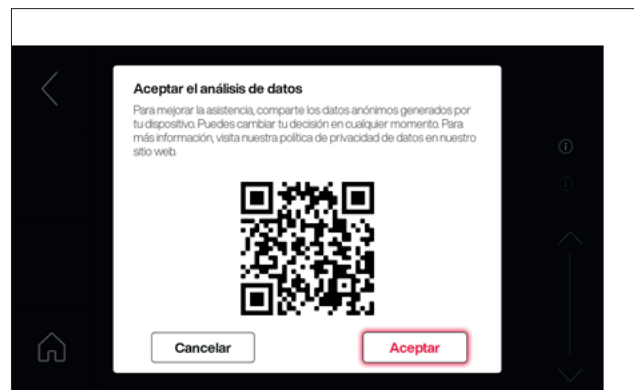 Aceptar el análisis de datos
Para mejorar la asistencia, comparte los datos anónimos generados por
tu dispositivo. Puedes cambiar tu decisión en cualquier momento. Para
más información, visita nuestra política de privacidad de datos en nuestro
sitio web.
Cancelar
Aceptar